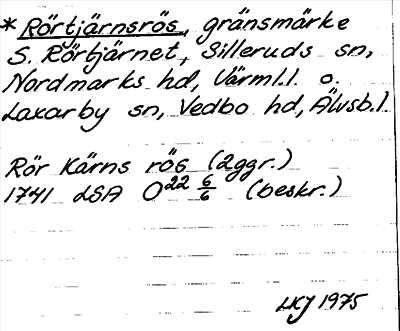 * Rörtjärnsrös, gränsmärke
S. Rörtjärnet, Silleruds sn,
Nordmarks hd, Värml.l. o.
Laxarby sn, Vedbo hd, Älvsb.l.
Rör Kärns rös (2ggr.)
1741 LSA O22 6/6 (beskr.)
LKJ 1975